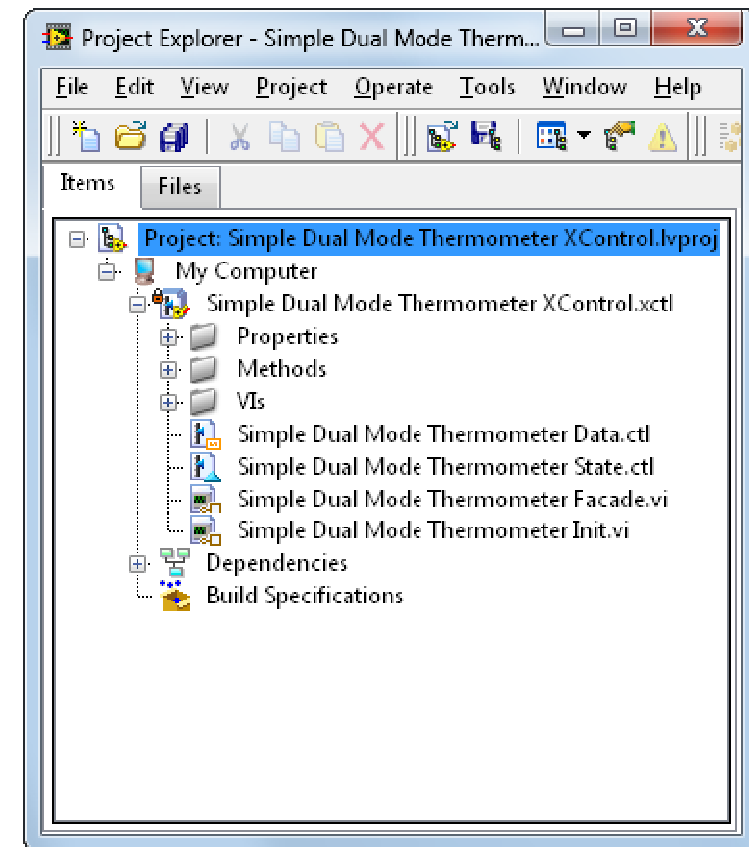 Project Explorer - Simple Dual Mode Therm...
File Edit View Project Operate Tools Window Help
Items Files
Project: Simple Dual Mode Thermometer XControl.lvproj
My Computer
Simple Dual Mode Thermometer XControl.xctl
Properties
Methods
VIs
Simple Dual Mode Thermometer Data.ctl
Simple Dual Mode Thermometer State.ctl
Simple Dual Mode Thermometer Facade.vi
Simple Dual Mode Thermometer Init.vi
Dependencies
Build Specifications